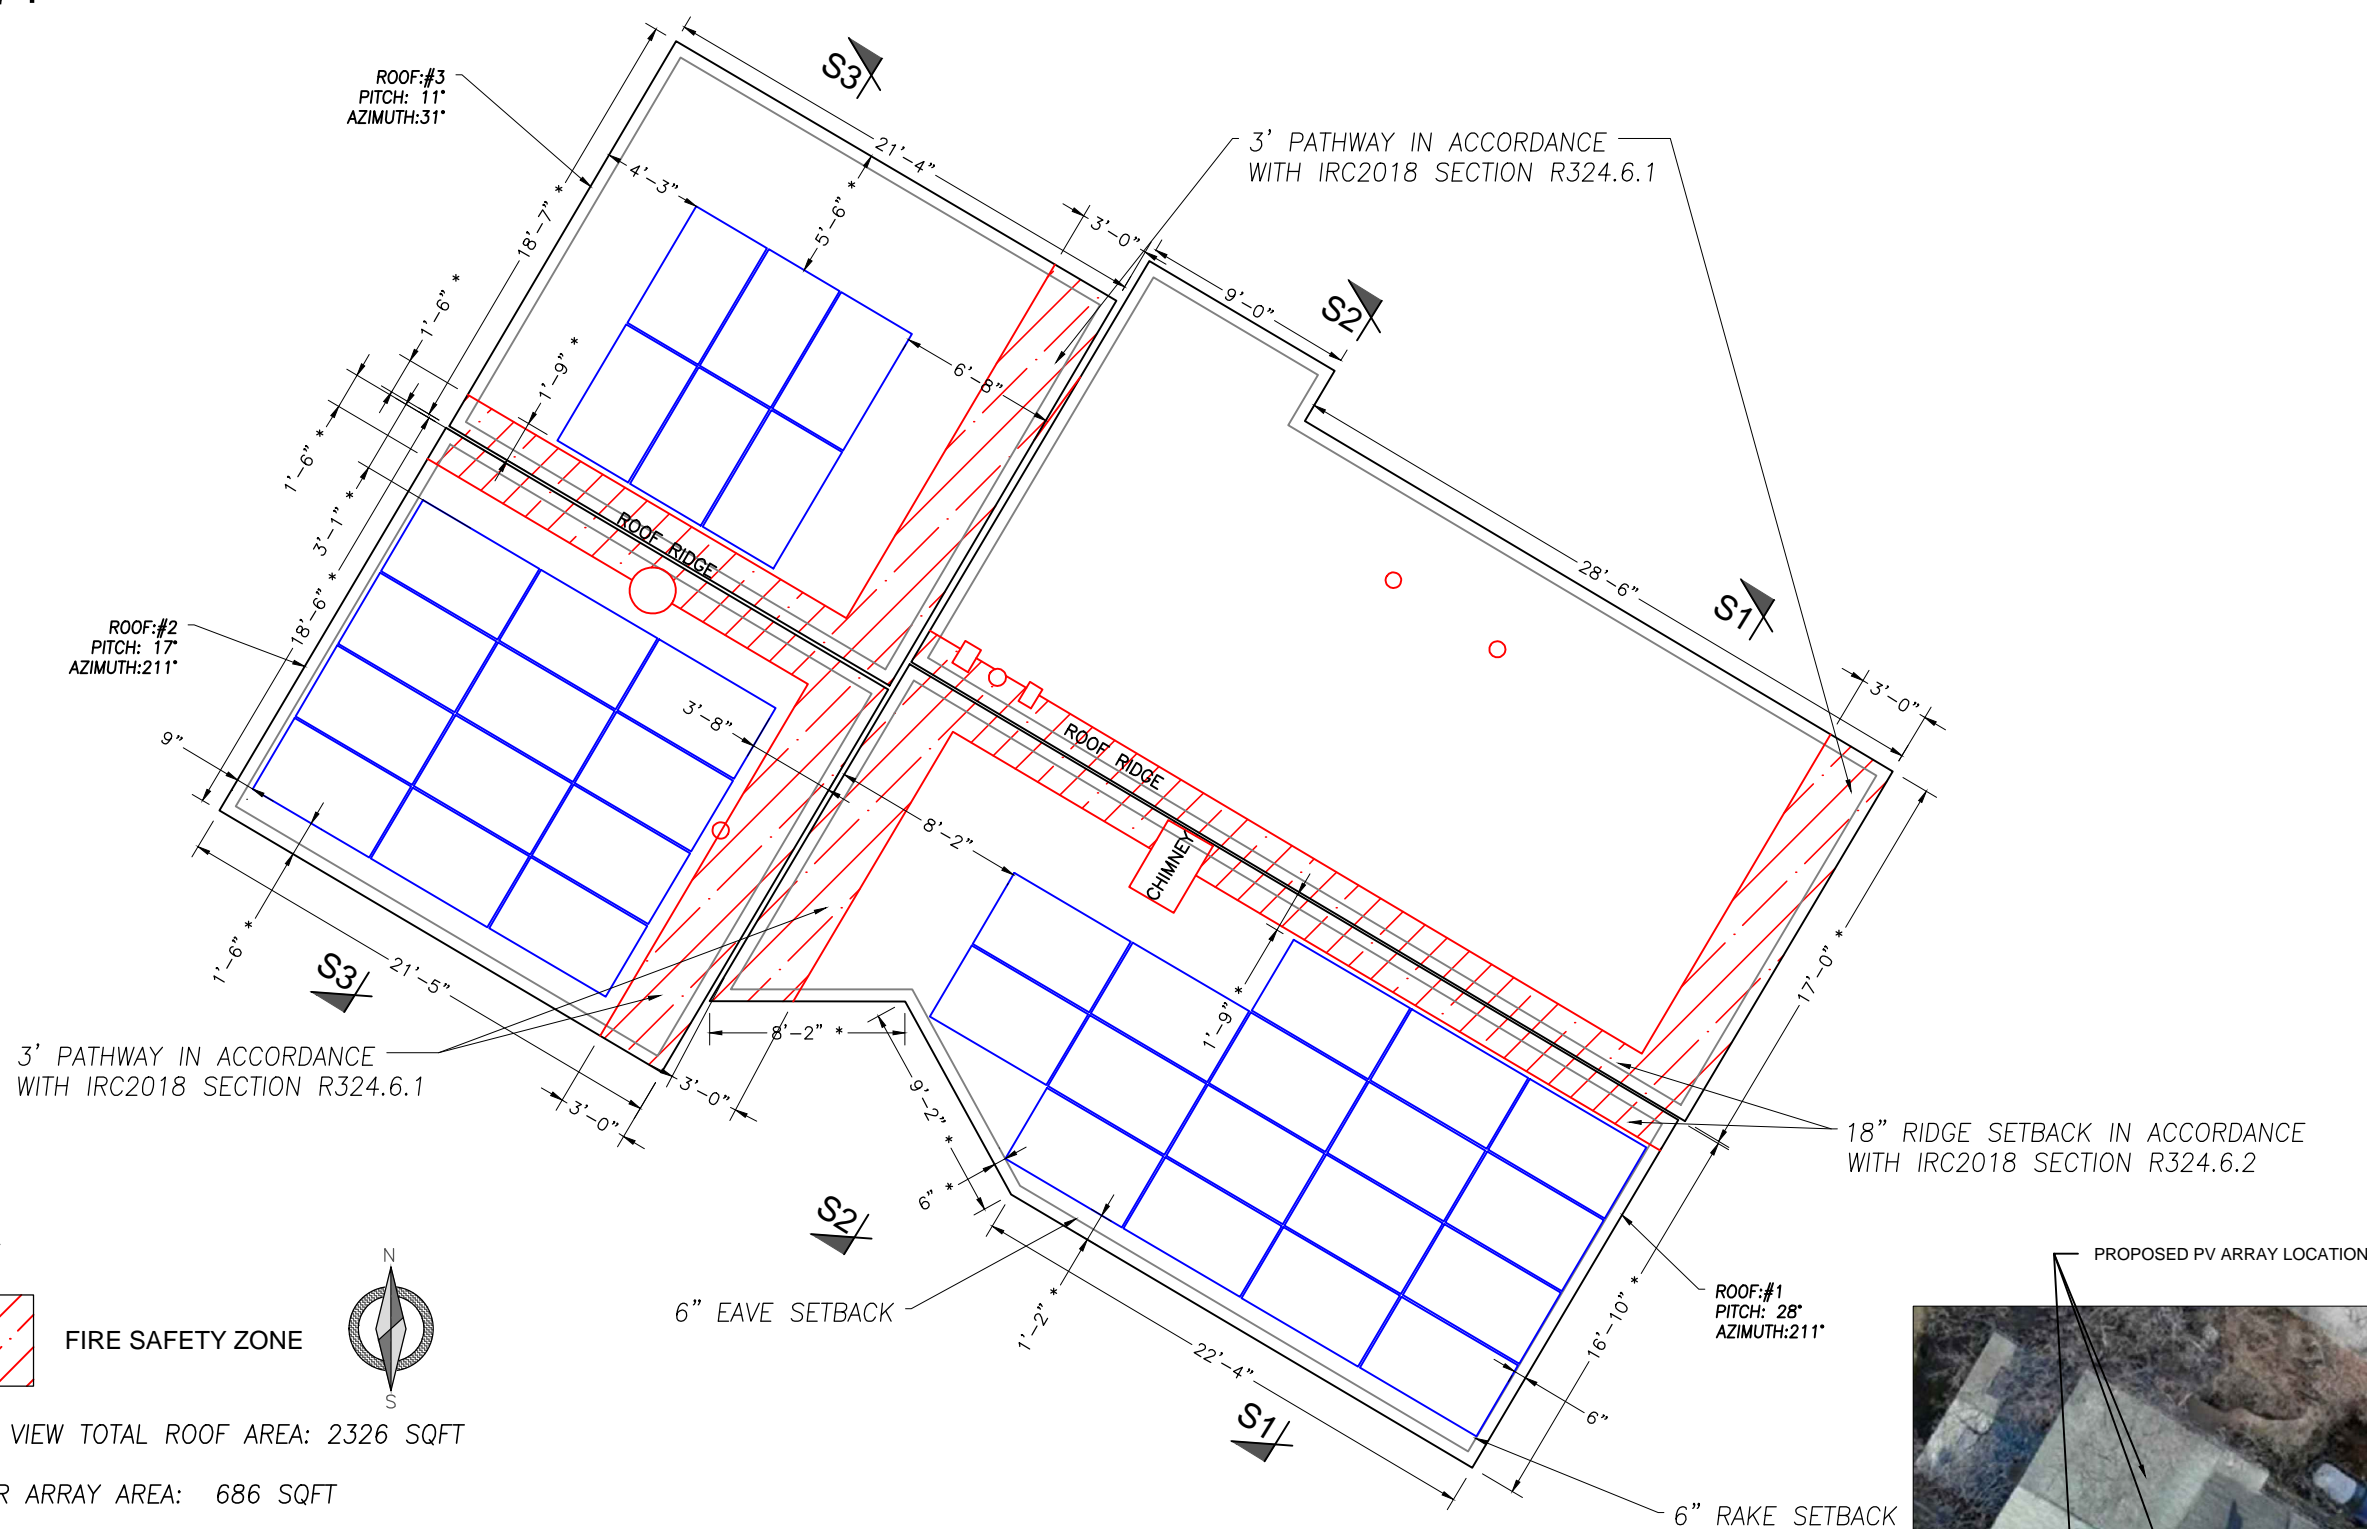 ROOF:#3
PITCH: 11°
AZIMUTH:31°
S3
3' PATHWAY IN ACCORDANCE
WITH IRC2018 SECTION R324.6.1
21'-4"
4'-3"
5'-6" *
18'-7" *
3'-0"
9'-0"
S2
1'-6" *
1'-9" *
6'-8"
1'-6" *
3'-1" *
ROOF RIDGE
28'-6"
S1
18'-6" *
ROOF:#2
PITCH: 17°
AZIMUTH:211°
3'-0"
3'-8"
9"
ROOF RIDGE
8'-2"
CHIMNEY
1'-6" *
S3
21'-5"
17'-0" *
1'-9" *
8'-2" *
3' PATHWAY IN ACCORDANCE
WITH IRC2018 SECTION R324.6.1
3'-0"
3'-0"
9'-2" *
18" RIDGE SETBACK IN ACCORDANCE
WITH IRC2018 SECTION R324.6.2
6" *
S2
N
S
PROPOSED PV ARRAY LOCATION
6" EAVE SETBACK
1'-2" *
ROOF:#1
PITCH: 28°
AZIMUTH:211°
16'-10" *
FIRE SAFETY ZONE
22'-4"
6"
S1
VIEW TOTAL ROOF AREA: 2326 SQFT
R ARRAY AREA: 686 SQFT
6" RAKE SETBACK